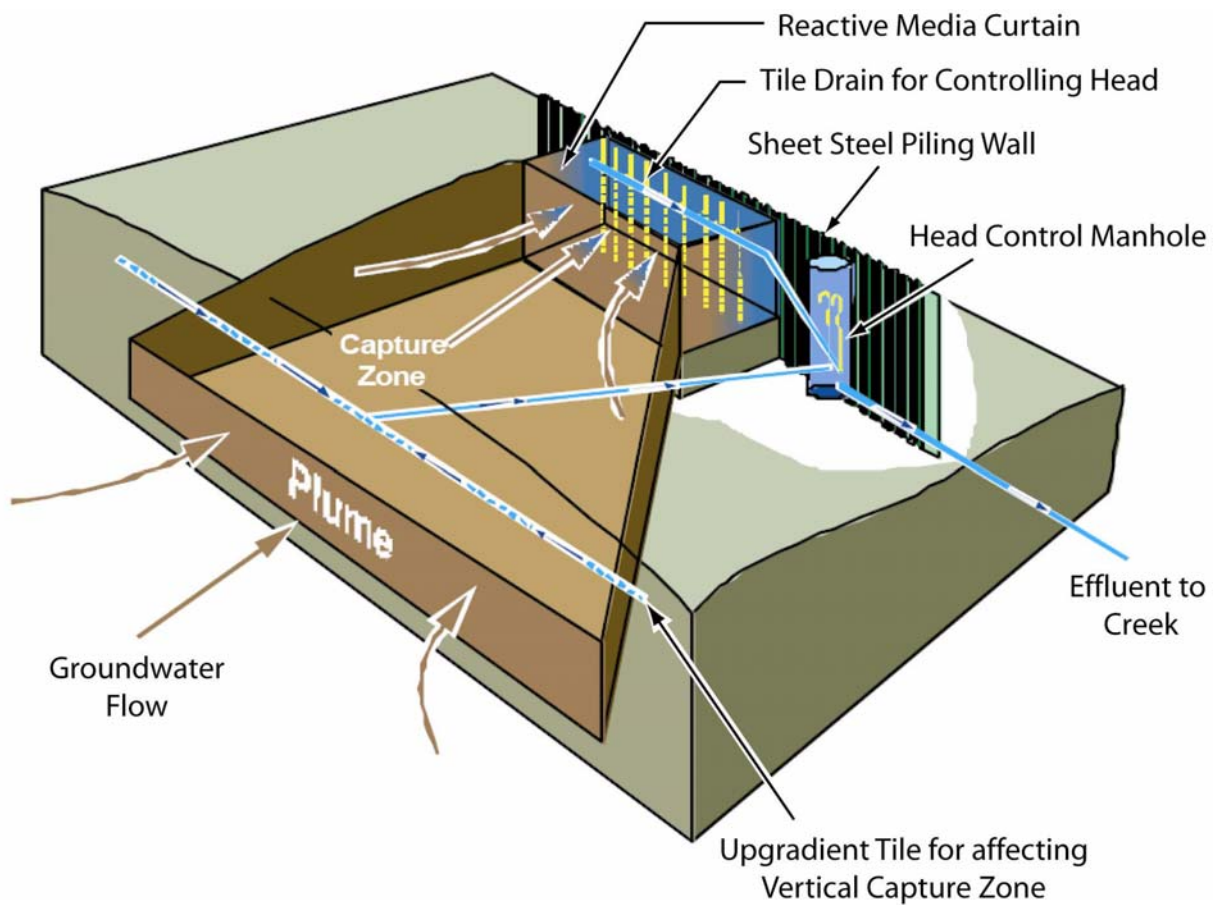 Reactive Media Curtain
Tile Drain for Controlling Head
Sheet Steel Piling Wall
Head Control Manhole
Capture
Zone
Plume
Effluent to
Creek
Groundwater
Flow
Upgradient Tile for affecting
Vertical Capture Zone